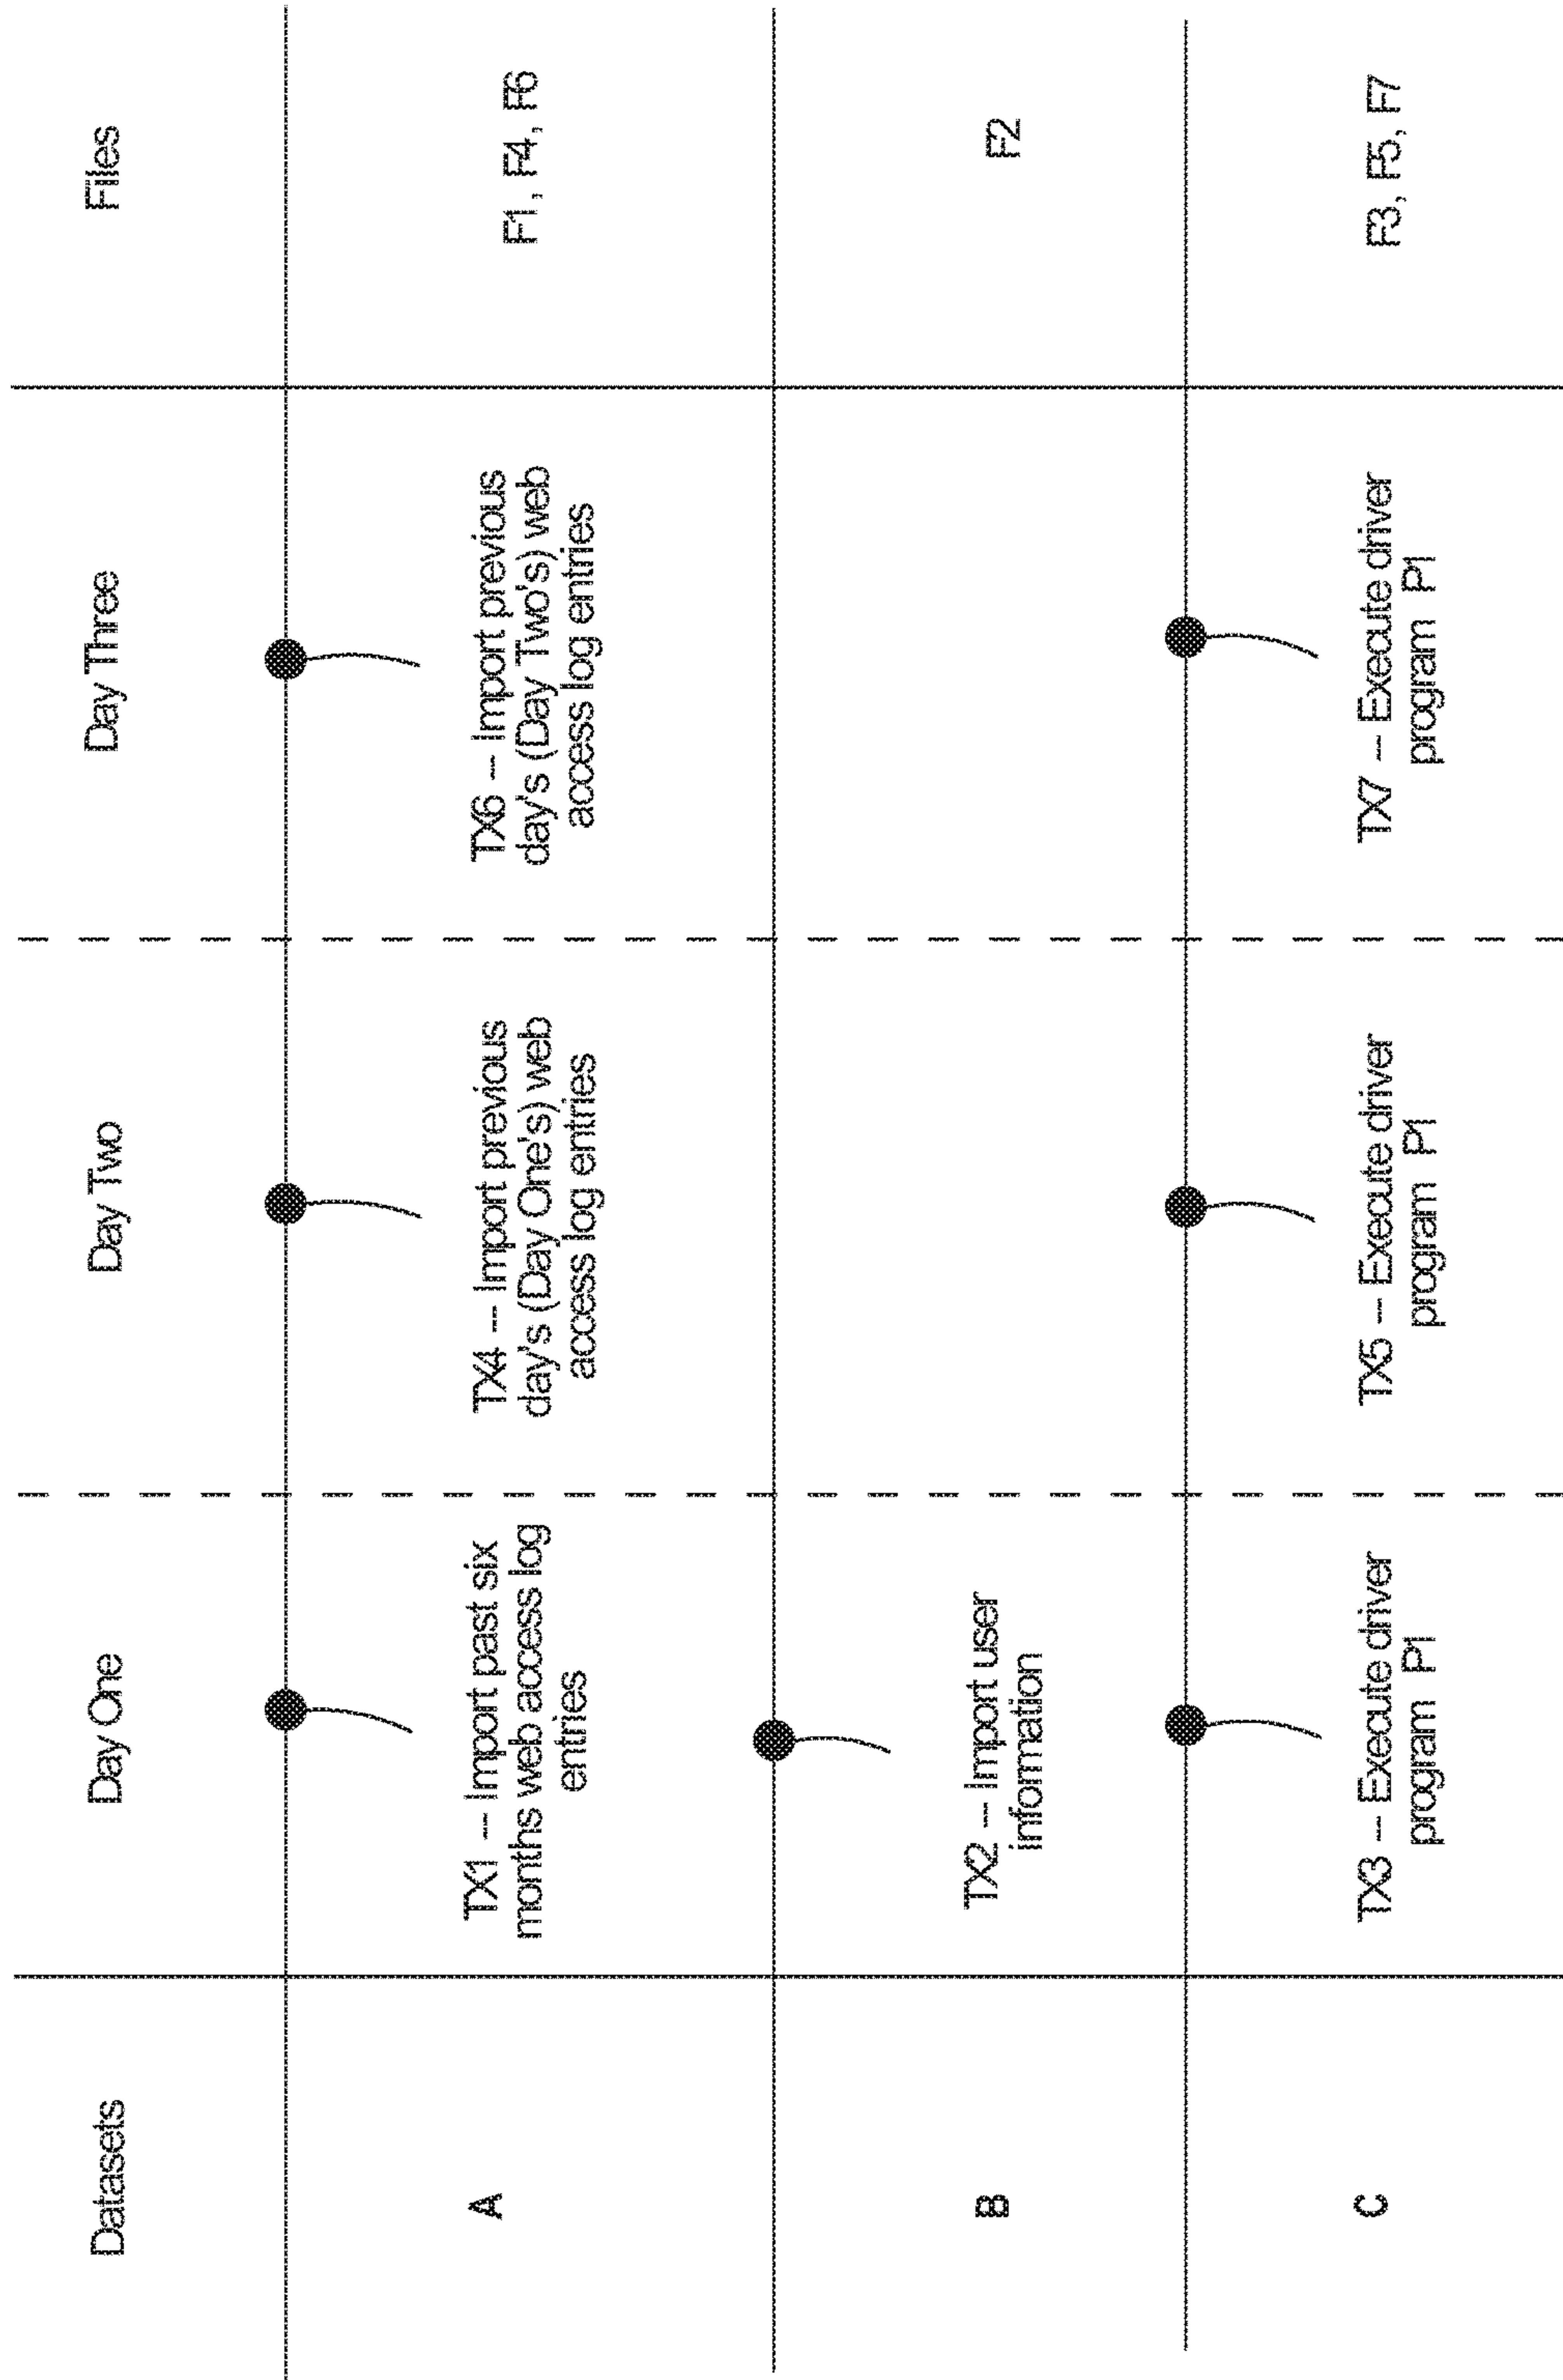 Datasets
Day One
Day Two
Day Three
Files
A
TX1 -- Import past six
months web access log
entries
TX4 -- Import previous
day's (Day One's) web
access log entries
TX6 -- Import previous
day's (Day Two's) web
access log entries
F1, F4, F6
B
TX2 -- Import user
information
F2
C
TX3 -- Execute driver
program P1
TX5 -- Execute driver
program P1
TX7 -- Execute driver
program P1
F3, F5, F7